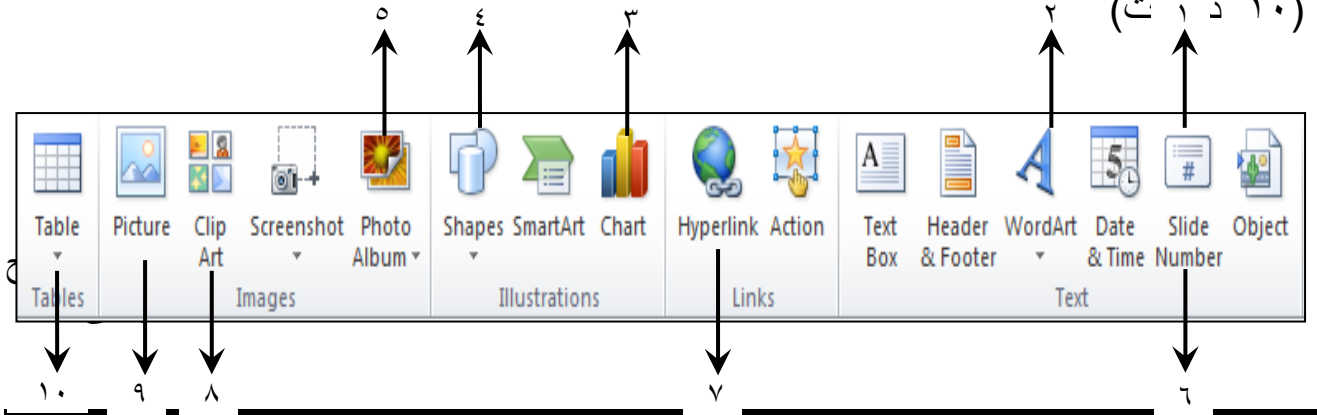 ٥ ٤ ٣ ٢ ١ (١٠
Table Picture Clip Art Screenshot Photo Album Shapes SmartArt Chart Hyperlink Action Text Box Header & Footer WordArt Date & Time Slide Number Object
Tables Images Illustrations Links Text
١٠ ٩ ٨ ٧ ٦